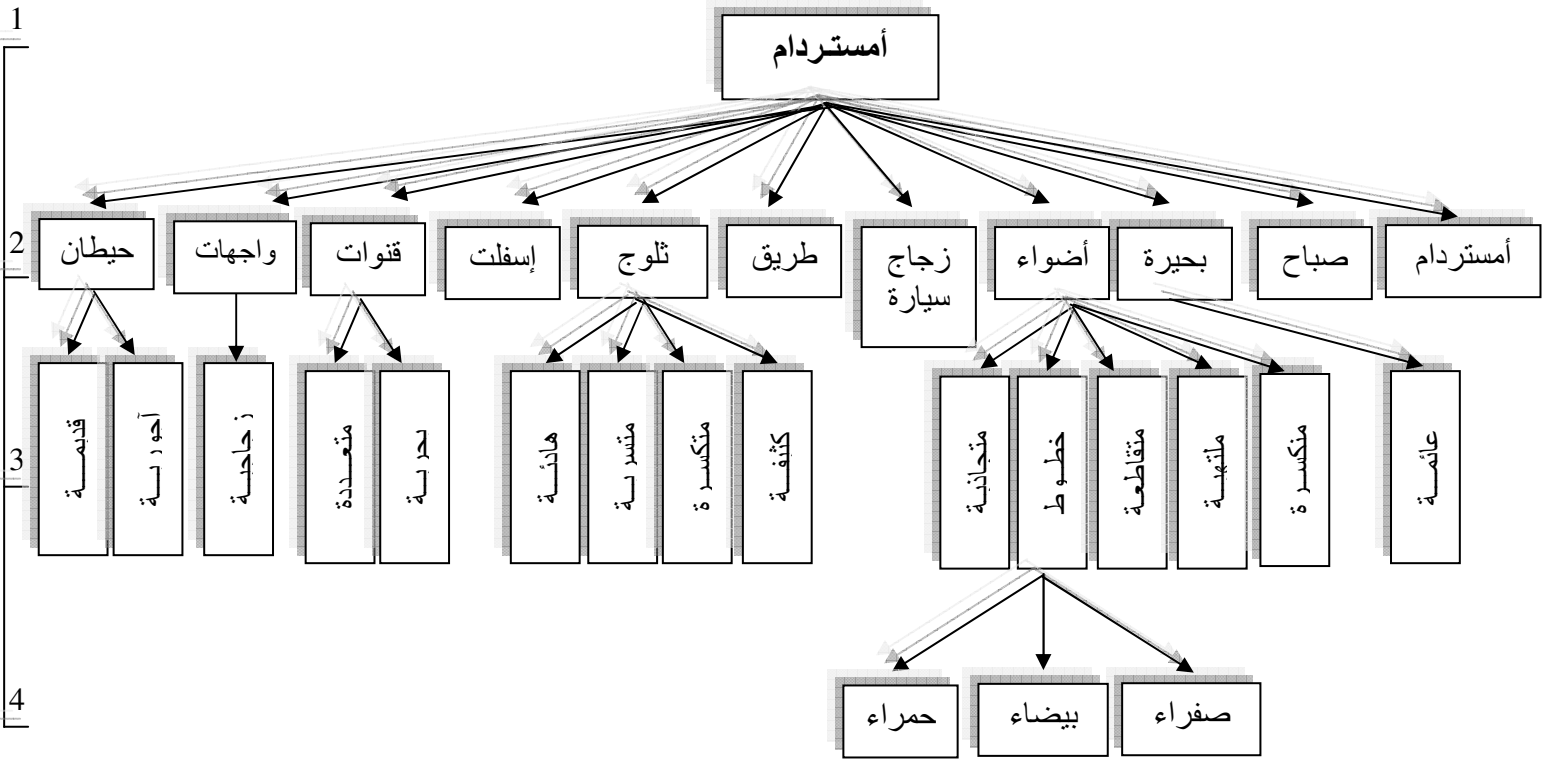 1
أمستردام
2
أمستردام
صباح
بحيرة
أضواء
زجاج
سيارة
طريق
ثلوج
إسفلت
قنوات
واجهات
حيطان
3
عائمة
منكسرة
ملتهبة
متقاطعة
خطوط
متجاذبة
كثيفة
متكسرة
متسربة
هادئة
بحرية
متعددة
زجاجية
آجورية
قديمة
4
صفراء
بيضاء
حمراء